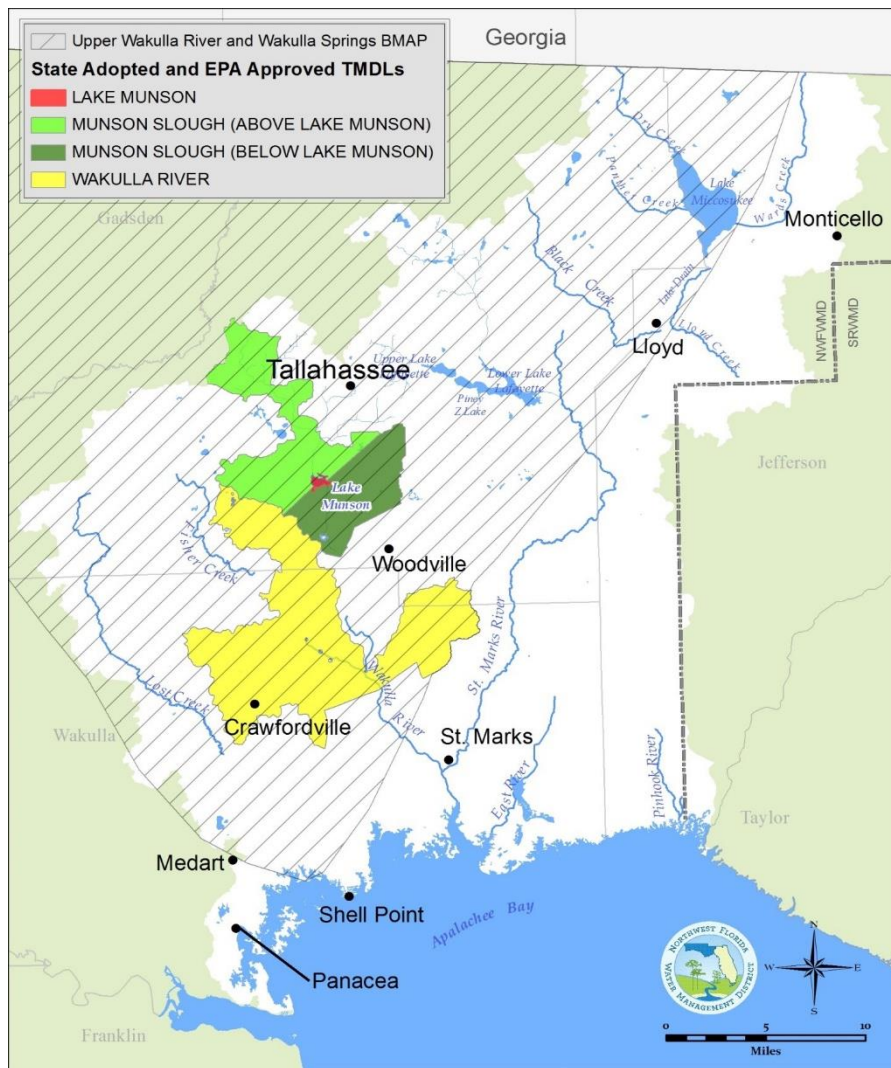 Georgia
Upper Wakulla River and Wakulla Springs BMAP
State Adopted and EPA Approved TMDLs
LAKE MUNSON
MUNSON SLOUGH (ABOVE LAKE MUNSON)
MUNSON SLOUGH (BELOW LAKE MUNSON)
WAKULLA RIVER
Gadsden
Dry Creek
Panther Creek
Lake
Miccosukee
Wards Creek
Monticello
Black Creek
Lake Drain
Lloyd
Lloyd Creek
NWFWMD
SRWMD
Tallahassee
Upper Lake
Lafayette
Lower Lake
Lafayette
Piney
Z Lake
Jefferson
Lake
Munson
Fisher Creek
Woodville
St. Marks River
Wakulla River
Lost Creek
Crawfordville
Wakulla
St. Marks
East River
Pinhook River
Taylor
Medart
Shell Point
Apalachee Bay
Panacea
Franklin
NORTHWEST FLORIDA
WATER MANAGEMENT DISTRICT
N
W
E
S
0 5 10
Miles